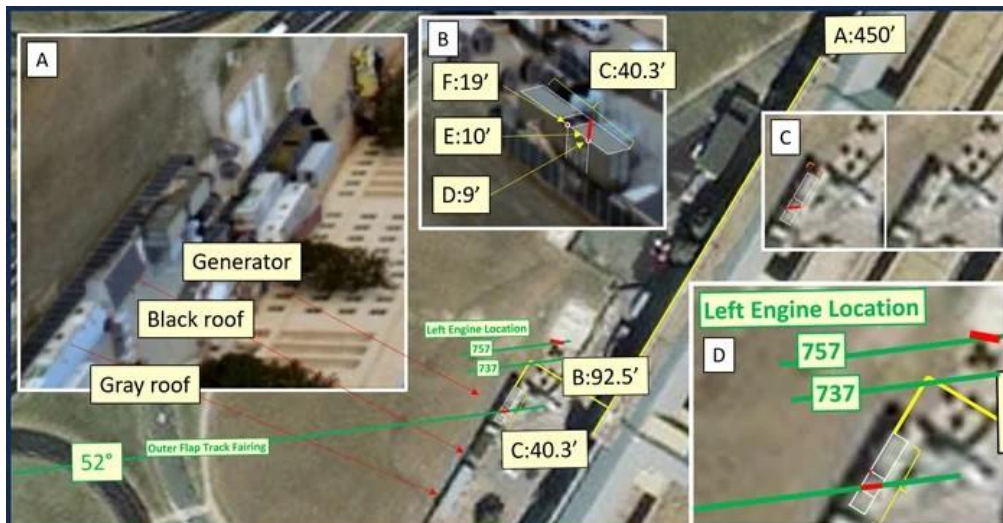 A
B
F:19’
C:40.3’
E:10’
D:9’
A:450’
C
Generator
Black roof
Gray roof
Left Engine Location
757
737
B:92.5’
C:40.3’
Outer Flap Track Fairing
52°
D
Left Engine Location
757
737